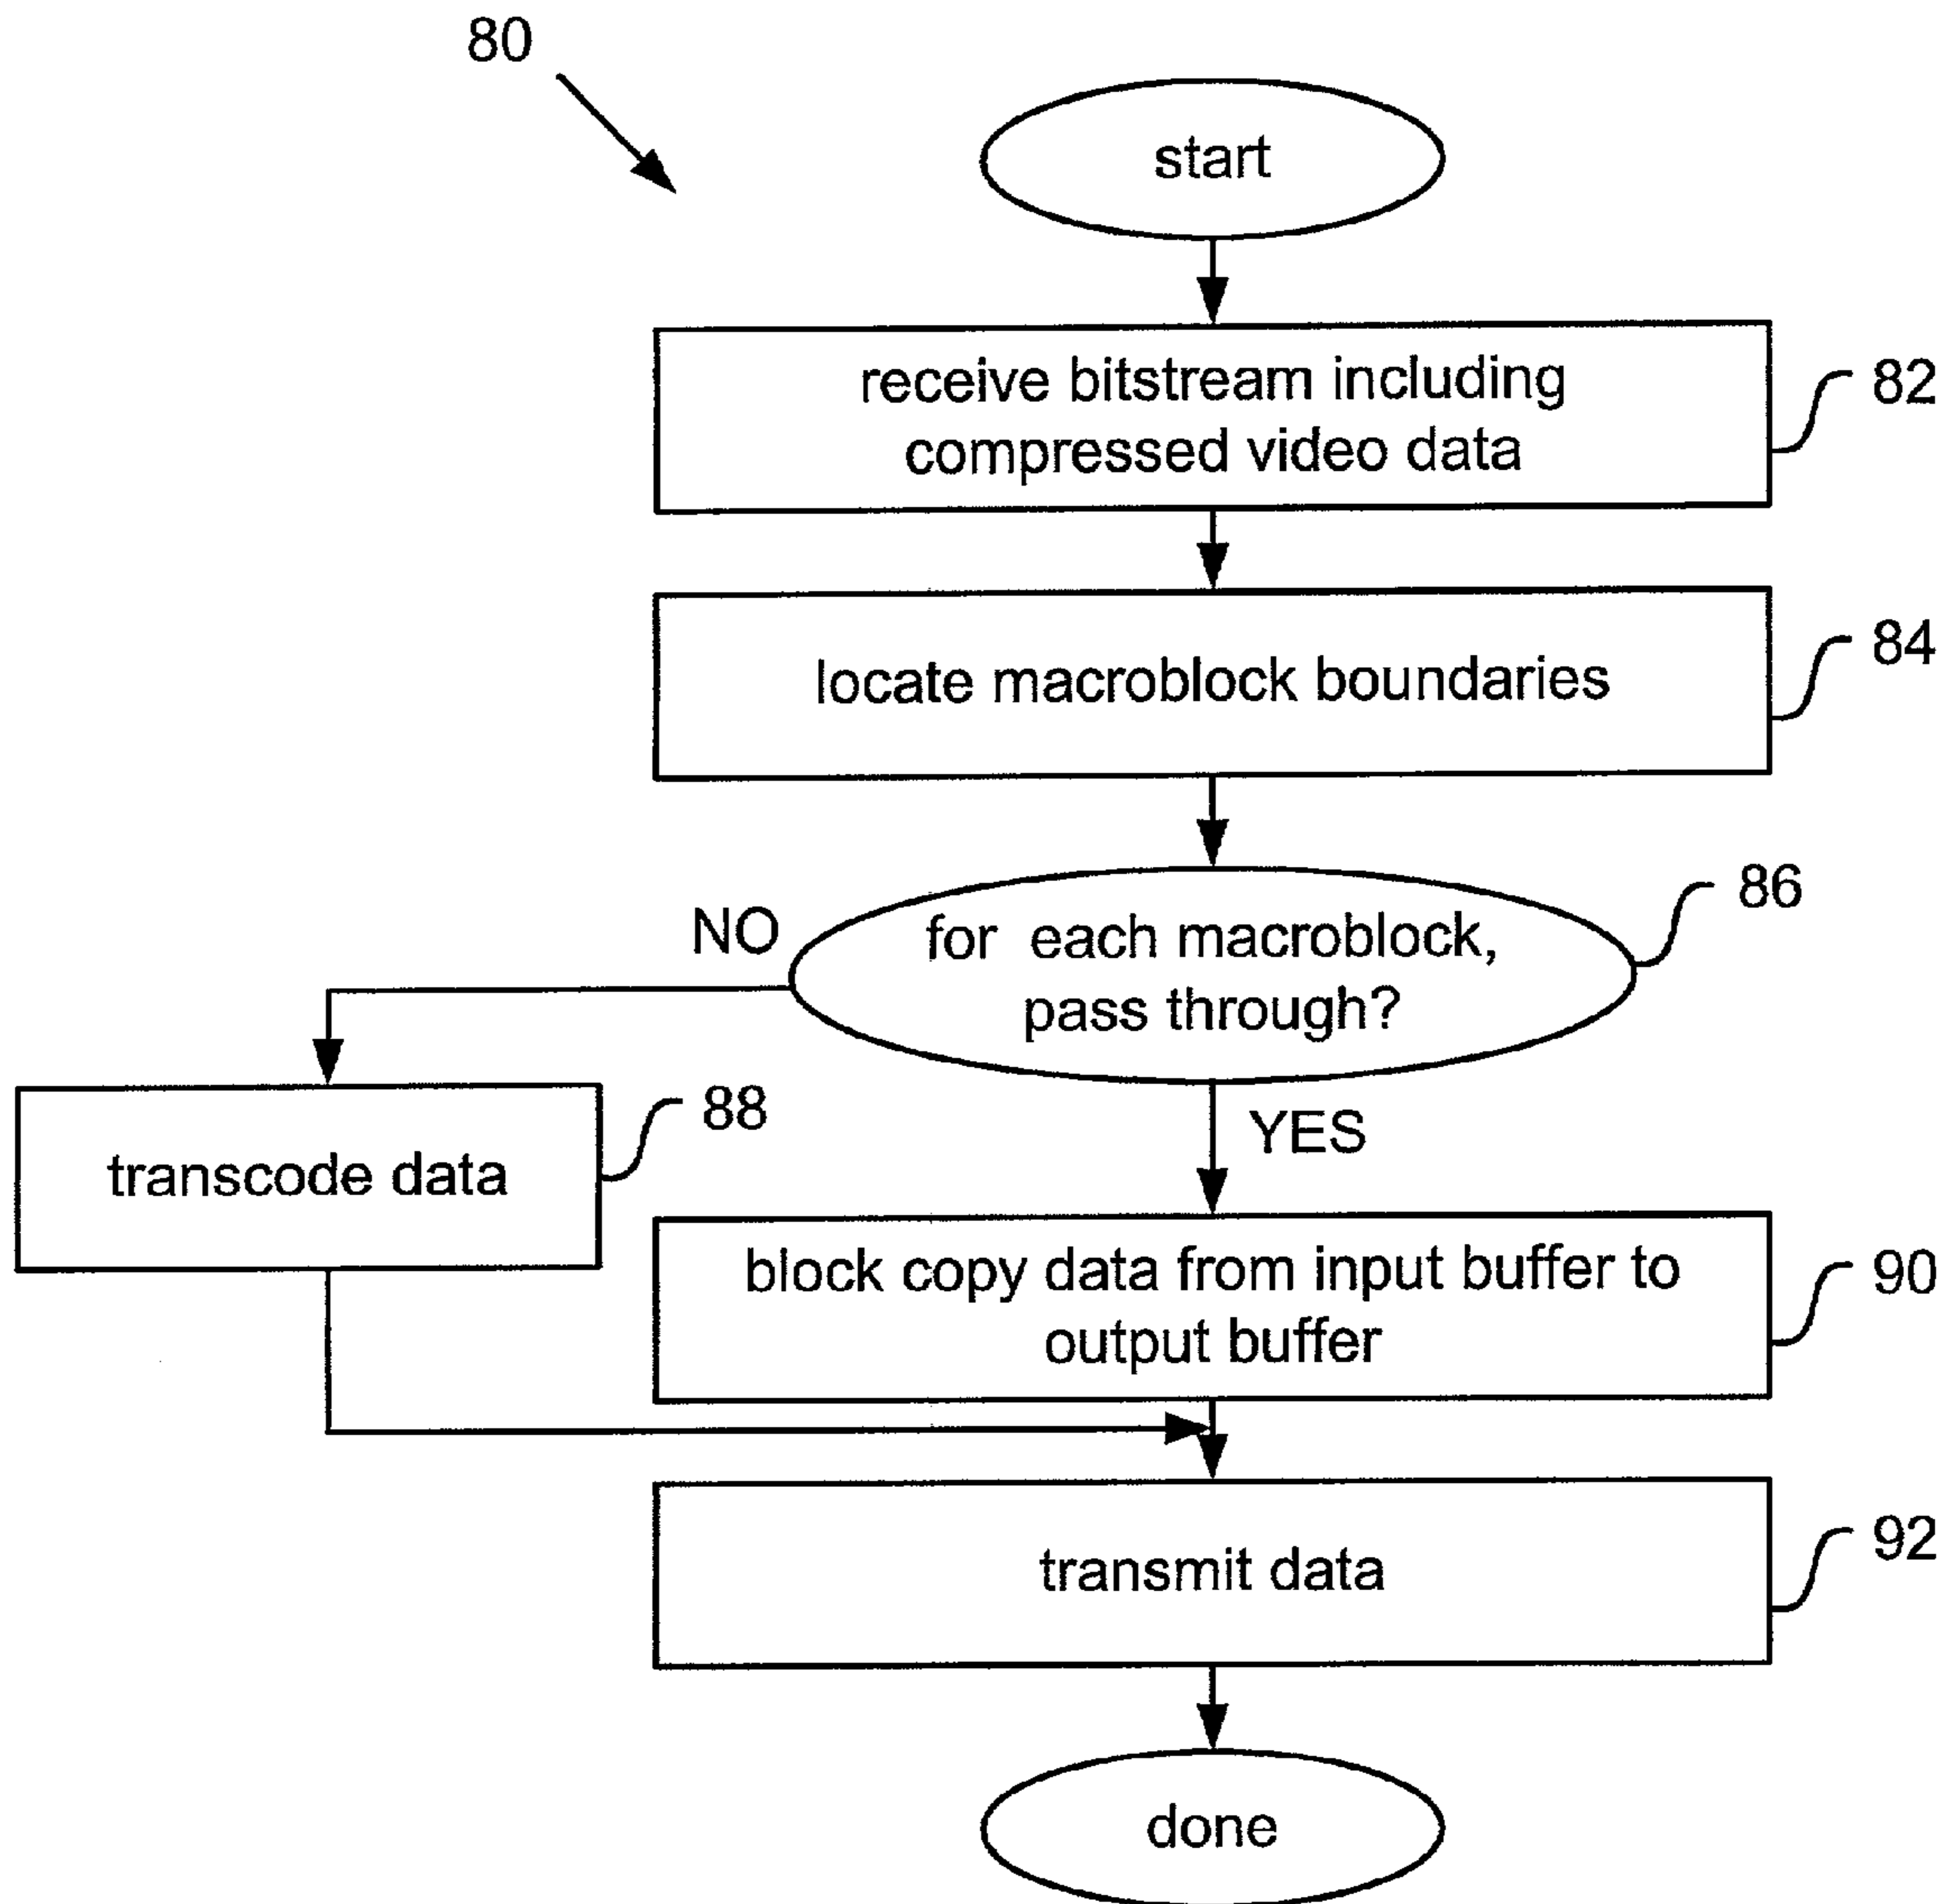 80
start
receive bitstream including
compressed video data
82
locate macroblock boundaries
84
for each macroblock,
pass through?
86
NO
YES
transcode data
88
block copy data from input buffer to
output buffer
90
transmit data
92
done